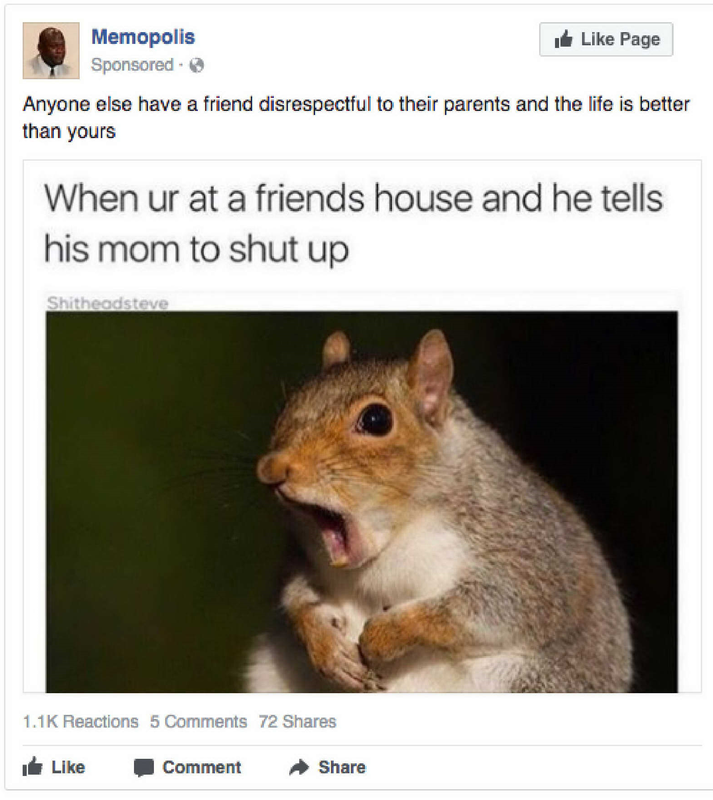 Memopolis
Like Page
Sponsored ·
Anyone else have a friend disrespectful to their parents and the life is better
than yours
When ur at a friends house and he tells
his mom to shut up
Shitheadsteve
1.1K Reactions 5 Comments 72 Shares
Like Comment Share